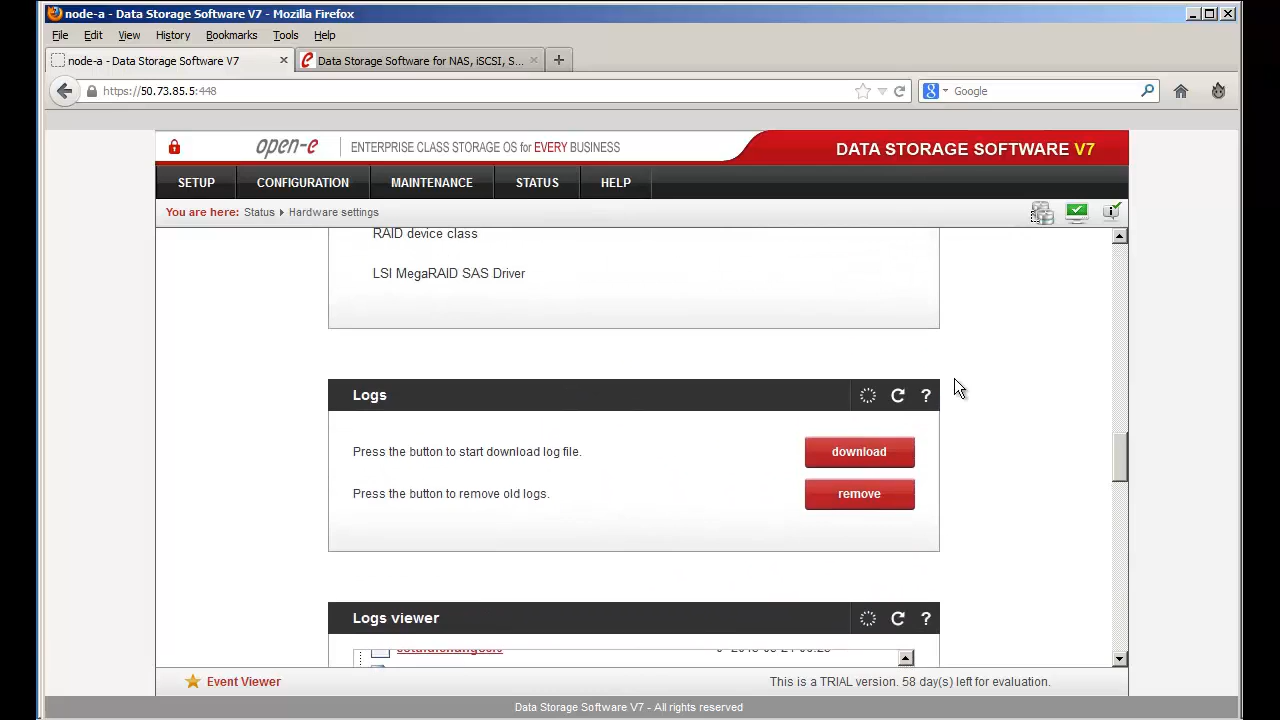 node-a - Data Storage Software V7 - Mozilla Firefox
File Edit View History Bookmarks Tools Help
node-a - Data Storage Software V7
Data Storage Software for NAS, iSCSI, S...
https://50.73.85.5:448
Google
open-e ENTERPRISE CLASS STORAGE OS for EVERY BUSINESS
DATA STORAGE SOFTWARE V7
SETUP CONFIGURATION MAINTENANCE STATUS HELP
You are here: Status Hardware settings
RAID device class
LSI MegaRAID SAS Driver
Logs ?
Press the button to start download log file. download
Press the button to remove old logs. remove
Logs viewer ?
Event Viewer This is a TRIAL version. 58 day(s) left for evaluation.
Data Storage Software V7 - All rights reserved